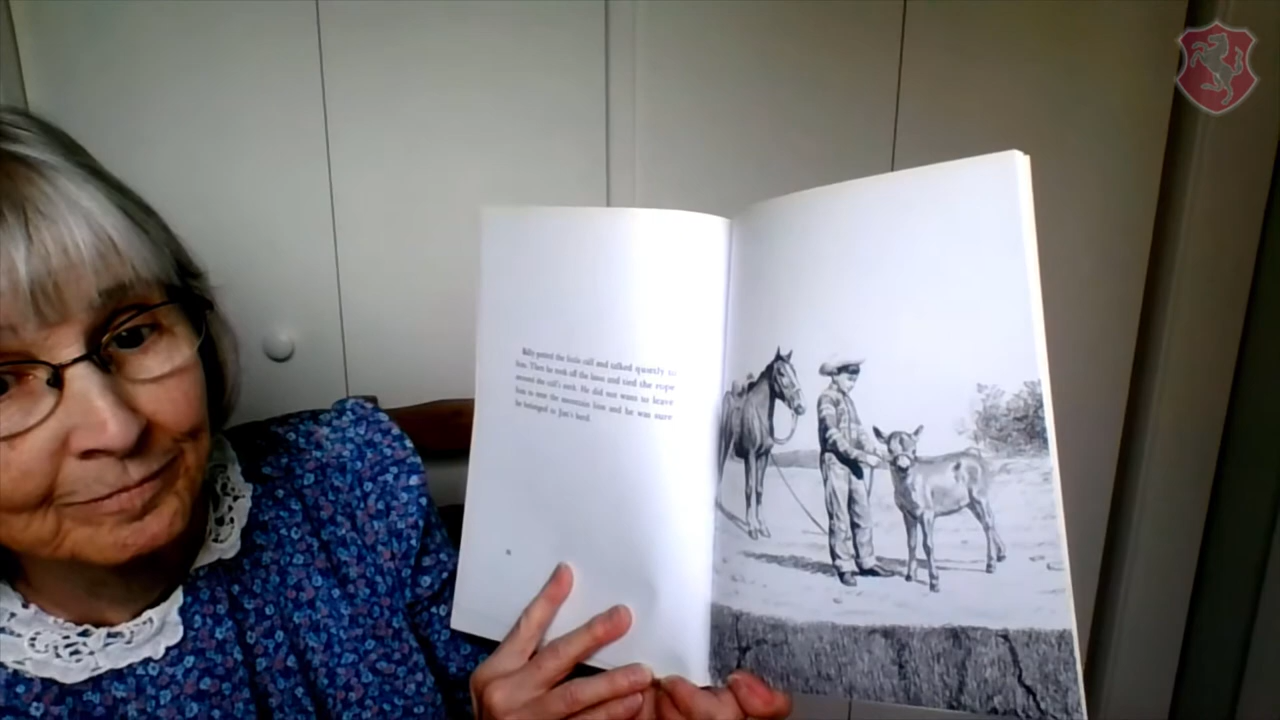 Billy petted the little calf and talked quietly to
him. Then he took off the lasso and tied the rope
around the calf's neck. He did not want to leave
him to roam the mountain him and he was sure
he belonged to Jim's herd.